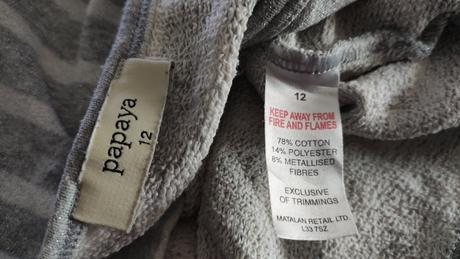 papaya
12
12
KEEP AWAY FROM
FIRE AND FLAMES
78% COTTON
14% POLYESTER
8% METALLISED
FIBRES
EXCLUSIVE
OF TRIMMINGS
MATALAN RETAIL LTD.
L33 7SZ